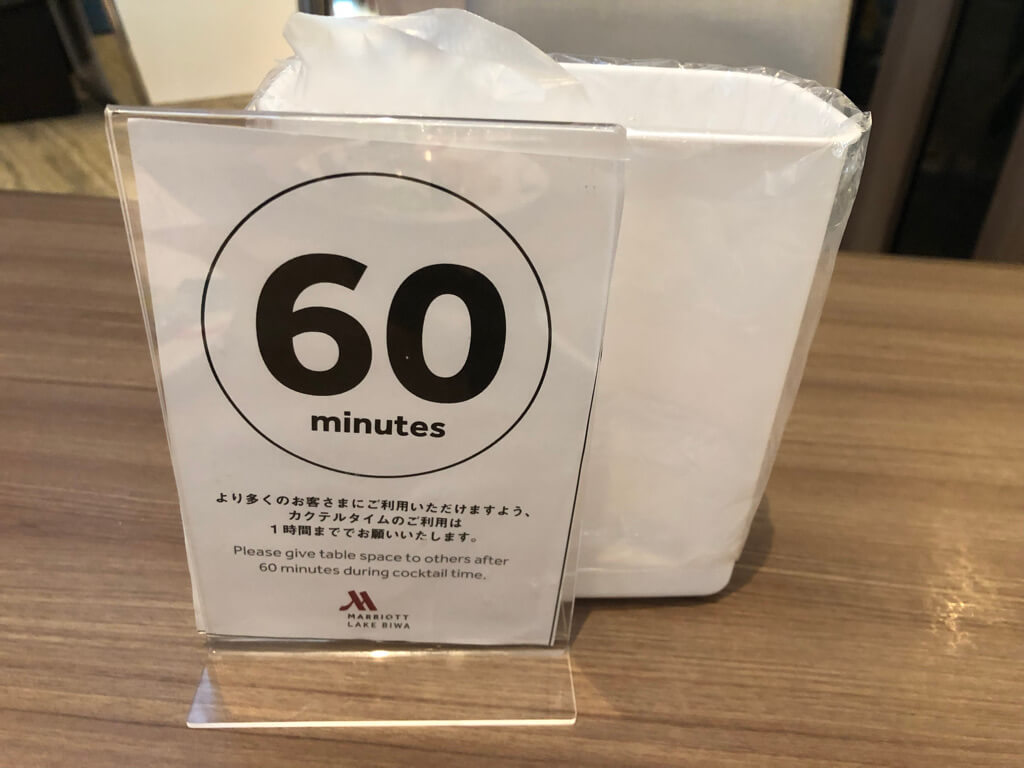 60
minutes
より多くのお客さまにご利用いただけますよう、
カクテルタイムのご利用は
1時間まででお願いいたします。
Please give table space to others after
60 minutes during cocktail time.
MARRIOTT
LAKE BIWA